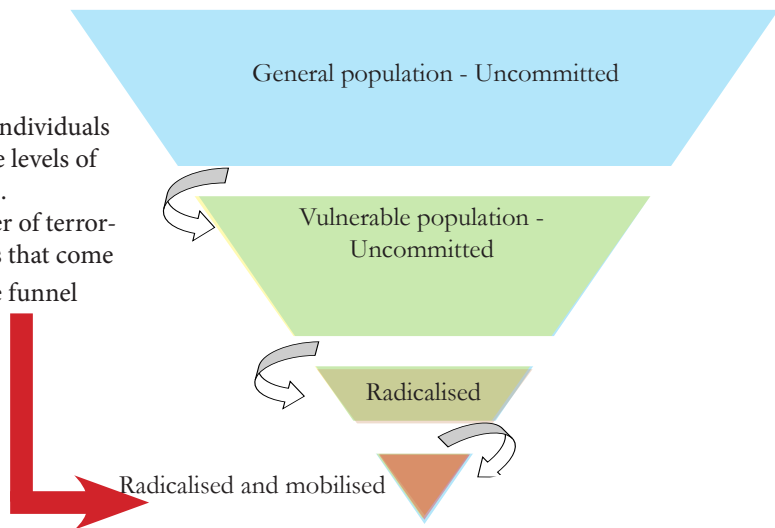 General population - Uncommitted
ndividuals
e levels of
.
er of terror-
s that come
e funnel
Vulnerable population -
Uncommitted
Radicalised
Radicalised and mobilised